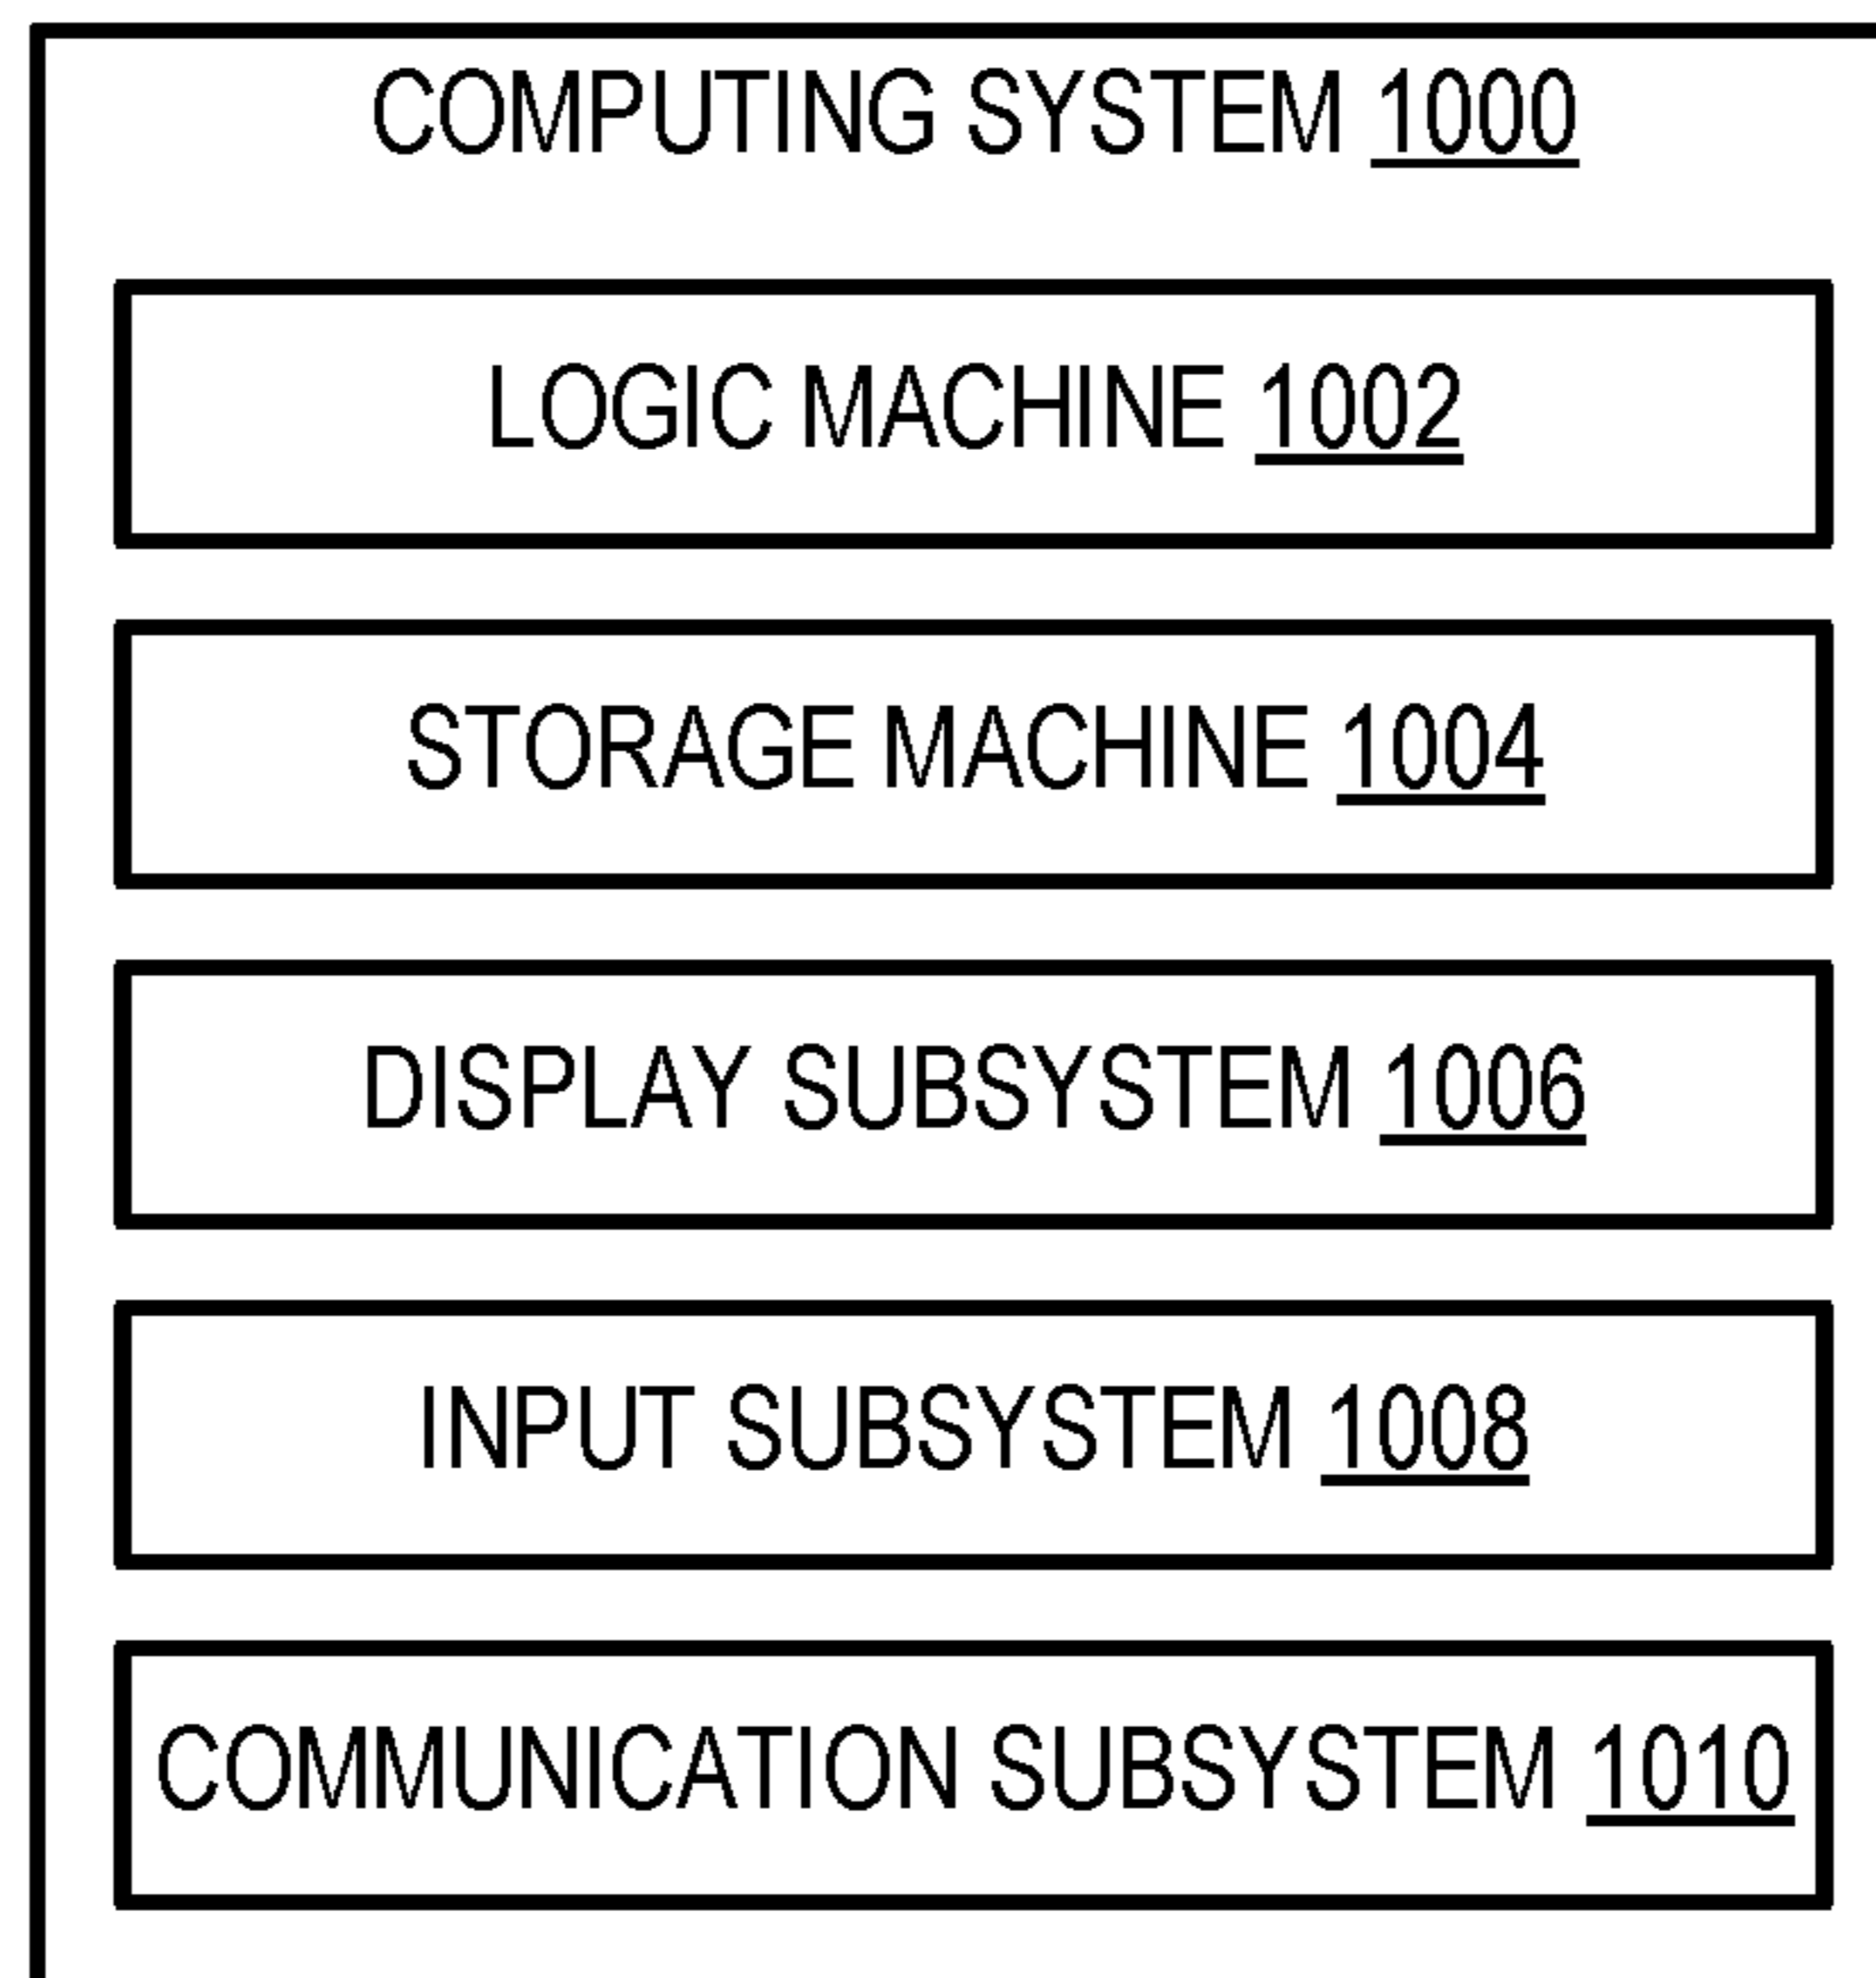 COMPUTING SYSTEM 1000
LOGIC MACHINE 1002
STORAGE MACHINE 1004
DISPLAY SUBSYSTEM 1006
INPUT SUBSYSTEM 1008
COMMUNICATION SUBSYSTEM 1010